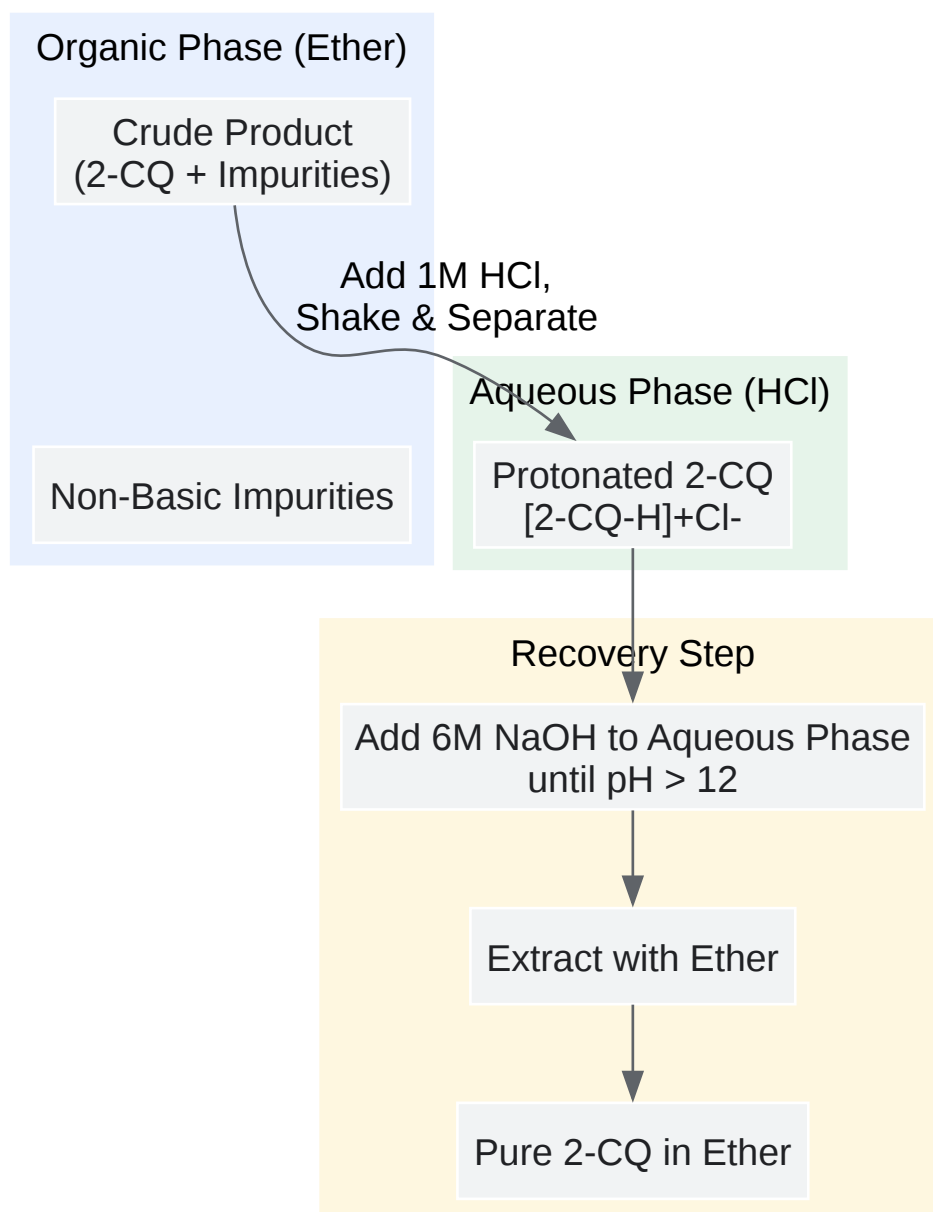 Organic Phase (Ether)
Crude Product
(2-CQ + Impurities)
Add 1M HCl,
Shake & Separate
Aqueous Phase (HCl)
Non-Basic Impurities
Protonated 2-CQ
[2-CQ-H]+Cl-
Recovery Step
Add 6M NaOH to Aqueous Phase
until pH > 12
Extract with Ether
Pure 2-CQ in Ether